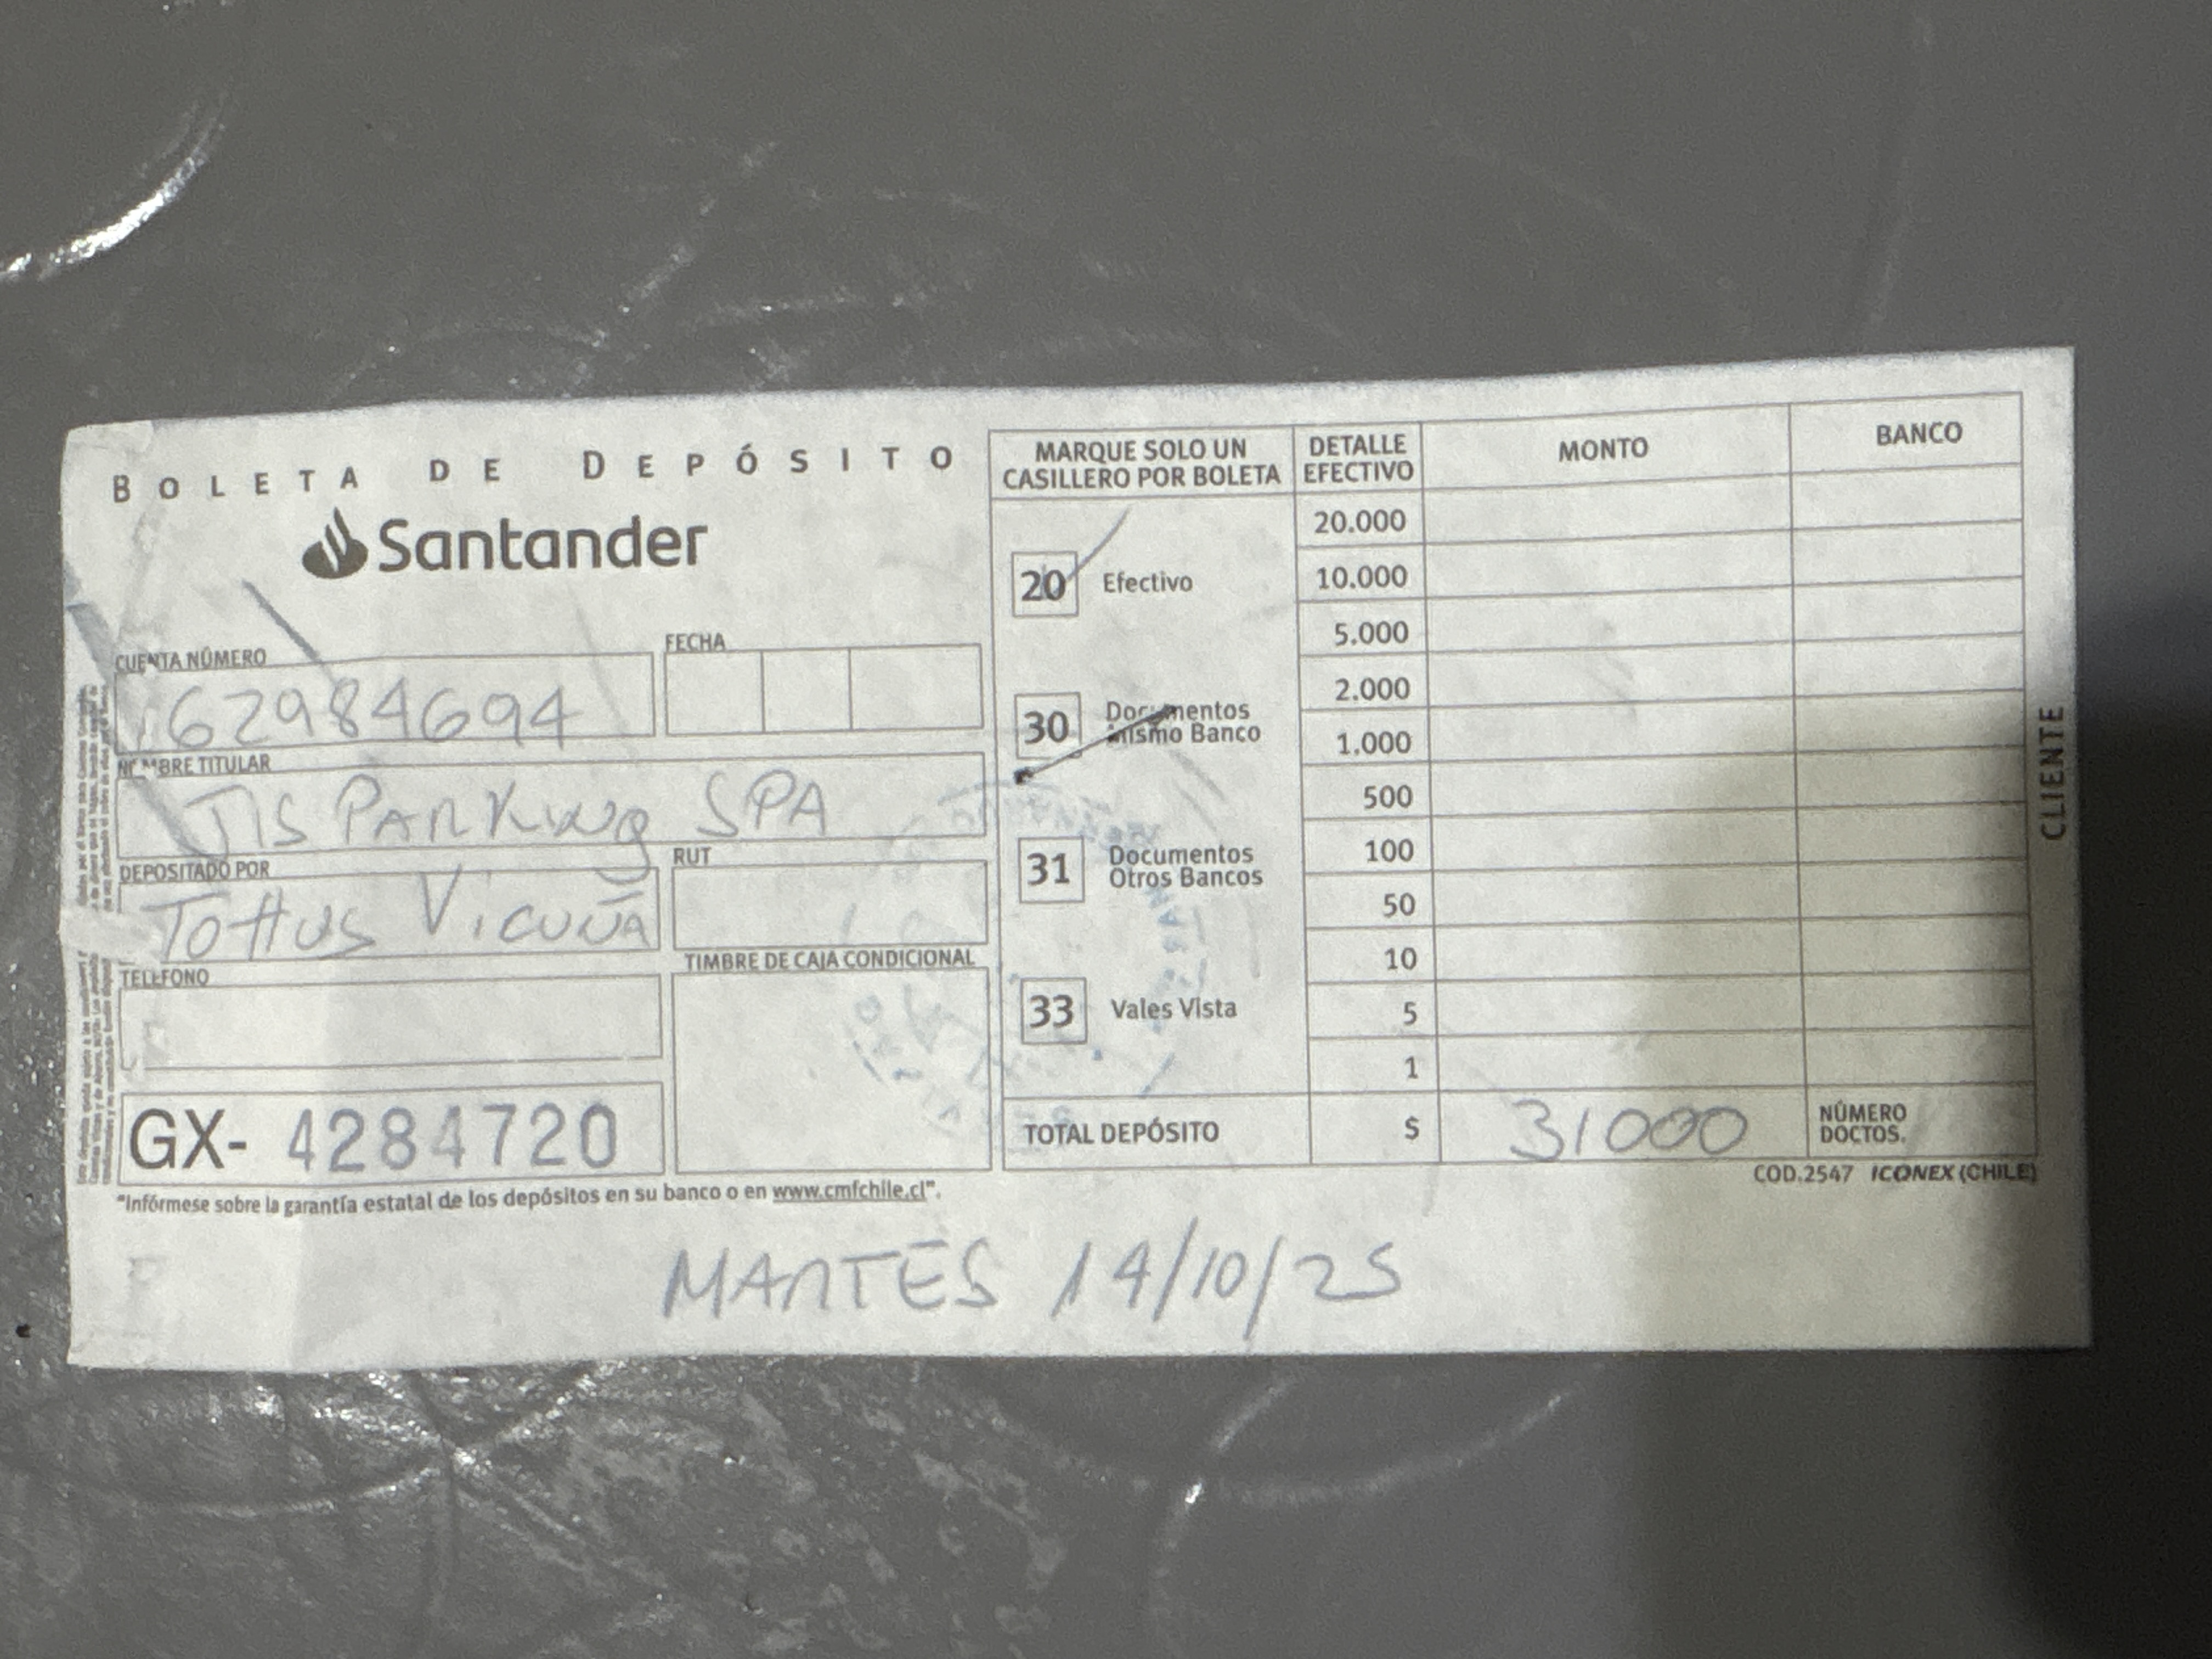 BOLETA DE DEPÓSITO
Santander
CUENTA NÚMERO
62984694
FECHA
NOMBRE TITULAR
JIS PARKING SPA
DEPOSITADO POR
TOTTUS VICUÑA
RUT
TELEFONO
TIMBRE DE CAJA CONDICIONAL
GX- 4284720
"Infórmese sobre la garantía estatal de los depósitos en su banco o en www.cmfchile.cl".
MARQUE SOLO UN
CASILLERO POR BOLETA
20 Efectivo
30 Documentos
Mismo Banco
31 Documentos
Otros Bancos
33 Vales Vista
DETALLE
EFECTIVO
MONTO
BANCO
20.000
10.000
5.000
2.000
1.000
500
100
50
10
5
1
TOTAL DEPÓSITO $ 31000
NÚMERO
DOCTOS.
COD.2547 ICONEX (CHILE)
CLIENTE
MARTES 14/10/25